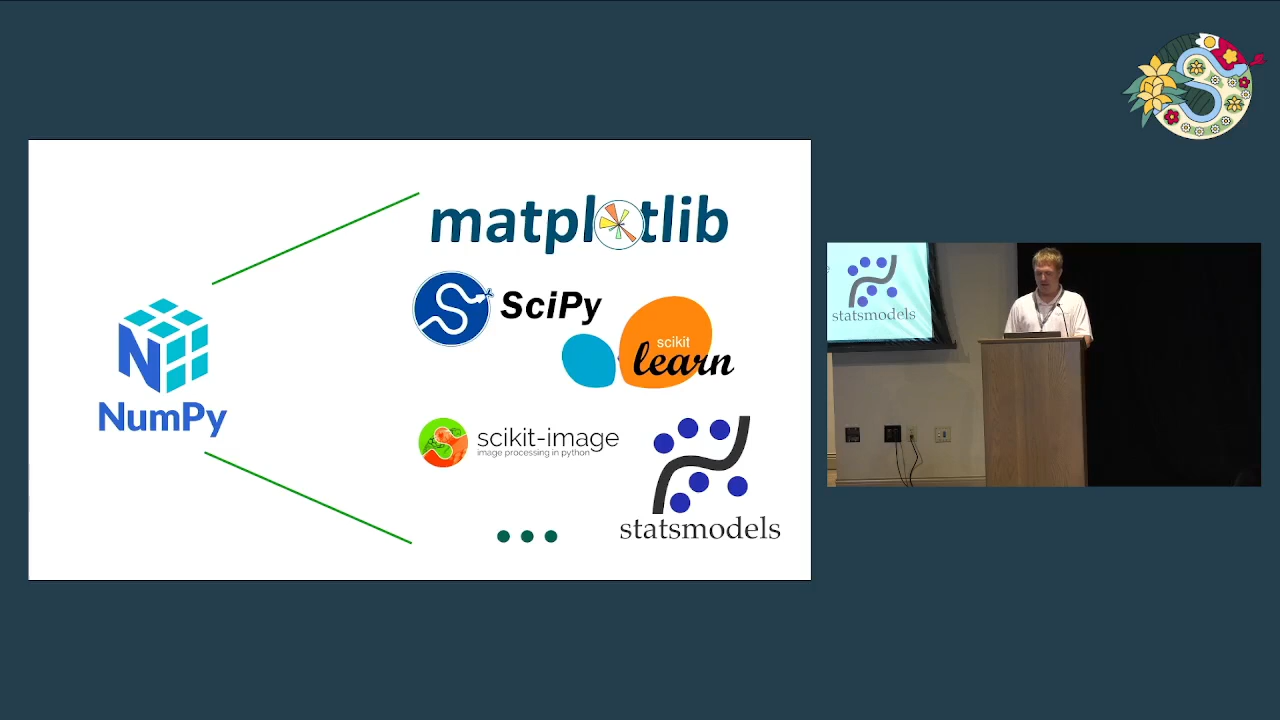 matplotlib
SciPy
scikit
learn
NumPy
scikit-image
image processing in python
statsmodels
statsmodels